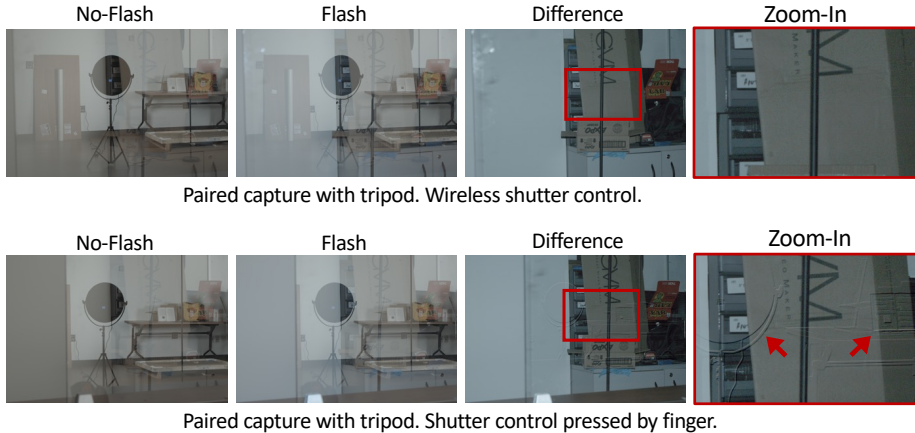 No-Flash Flash Difference Zoom-In
Paired capture with tripod. Wireless shutter control.
No-Flash Flash Difference Zoom-In
Paired capture with tripod. Shutter control pressed by finger.